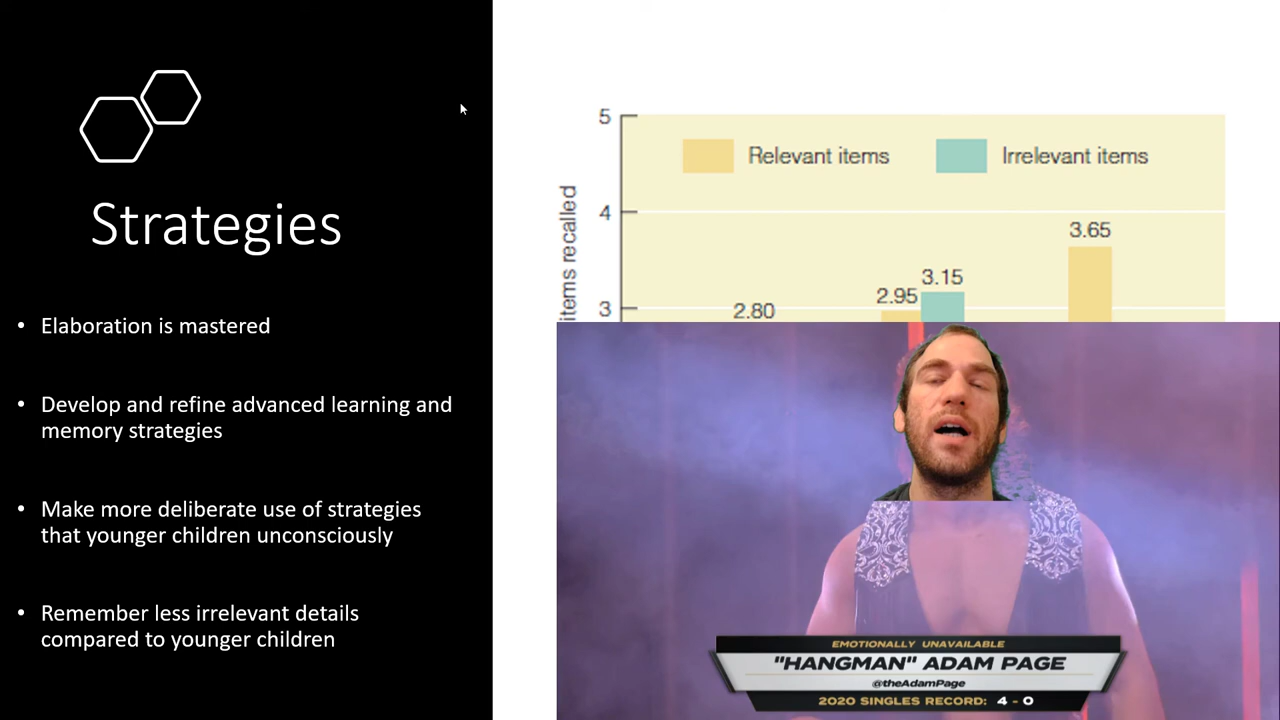 Strategies
• Elaboration is mastered
• Develop and refine advanced learning and
memory strategies
• Make more deliberate use of strategies
that younger children unconsciously
• Remember less irrelevant details
compared to younger children
5
Relevant items
Irrelevant items
4
3.65
3.15
2.95
2.80
3
items recalled
EMOTIONALLY UNAVAILABLE
"HANGMAN" ADAM PAGE
@theAdamPage
2020 SINGLES RECORD: 4 - 0